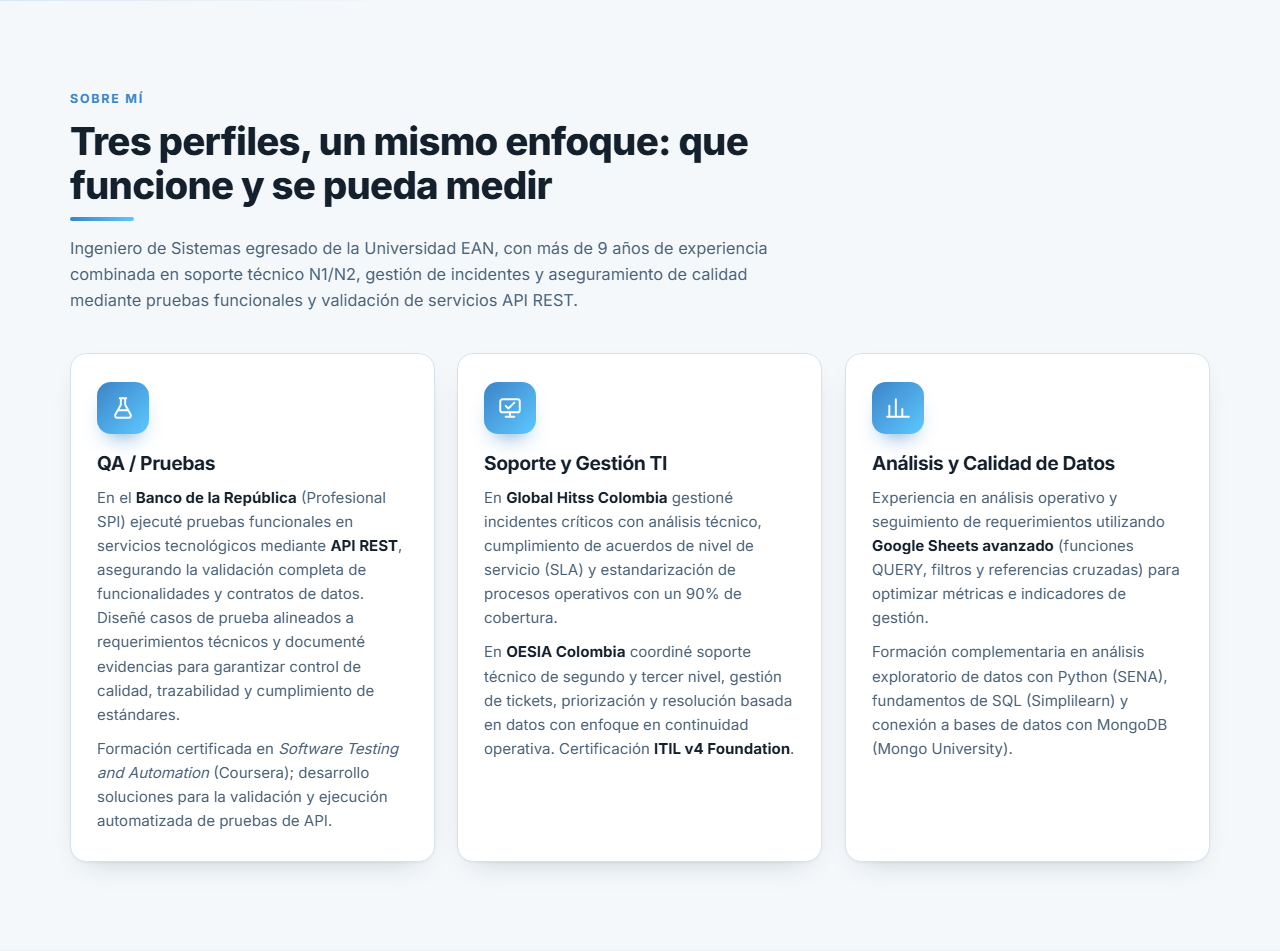 SOBRE MÍ
Tres perfiles, un mismo enfoque: que
funcione y se pueda medir
Ingeniero de Sistemas egresado de la Universidad EAN, con más de 9 años de experiencia
combinada en soporte técnico N1/N2, gestión de incidentes y aseguramiento de calidad
mediante pruebas funcionales y validación de servicios API REST.
QA / Pruebas
En el Banco de la República (Profesional
SPI) ejecuté pruebas funcionales en
servicios tecnológicos mediante API REST,
asegurando la validación completa de
funcionalidades y contratos de datos.
Diseñé casos de prueba alineados a
requerimientos técnicos y documenté
evidencias para garantizar control de
calidad, trazabilidad y cumplimiento de
estándares.
Formación certificada en Software Testing
and Automation (Coursera); desarrollo
soluciones para la validación y ejecución
automatizada de pruebas de API.
Soporte y Gestión TI
En Global Hitss Colombia gestioné
incidentes críticos con análisis técnico,
cumplimiento de acuerdos de nivel de
servicio (SLA) y estandarización de
procesos operativos con un 90% de
cobertura.
En OESIA Colombia coordiné soporte
técnico de segundo y tercer nivel, gestión
de tickets, priorización y resolución basada
en datos con enfoque en continuidad
operativa. Certificación ITIL v4 Foundation.
Análisis y Calidad de Datos
Experiencia en análisis operativo y
seguimiento de requerimientos utilizando
Google Sheets avanzado (funciones
QUERY, filtros y referencias cruzadas) para
optimizar métricas e indicadores de
gestión.
Formación complementaria en análisis
exploratorio de datos con Python (SENA),
fundamentos de SQL (Simplilearn) y
conexión a bases de datos con MongoDB
(Mongo University).